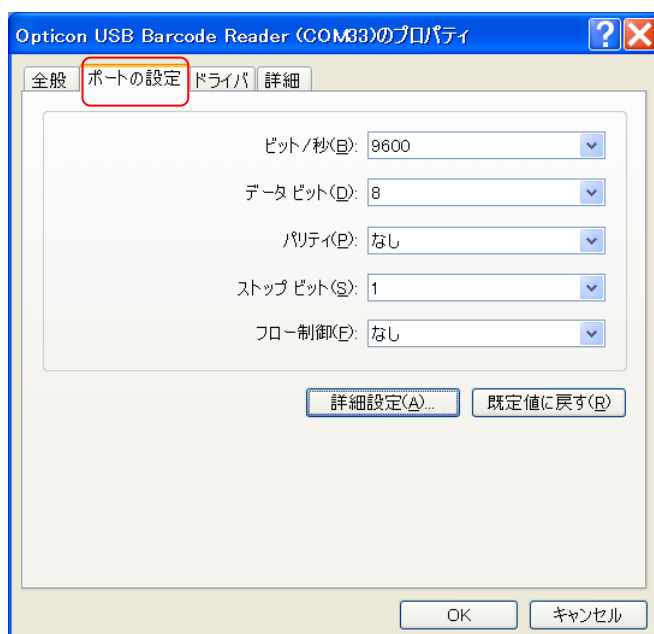 Opticon USB Barcode Reader (COM33)のプロパティ
全般 ポートの設定 ドライバ 詳細
ビット/秒(B): 9600
データ ビット(D): 8
パリティ(P): なし
ストップ ビット(S): 1
フロー制御(F): なし
詳細設定(A)... 既定値に戻す(R)
OK キャンセル